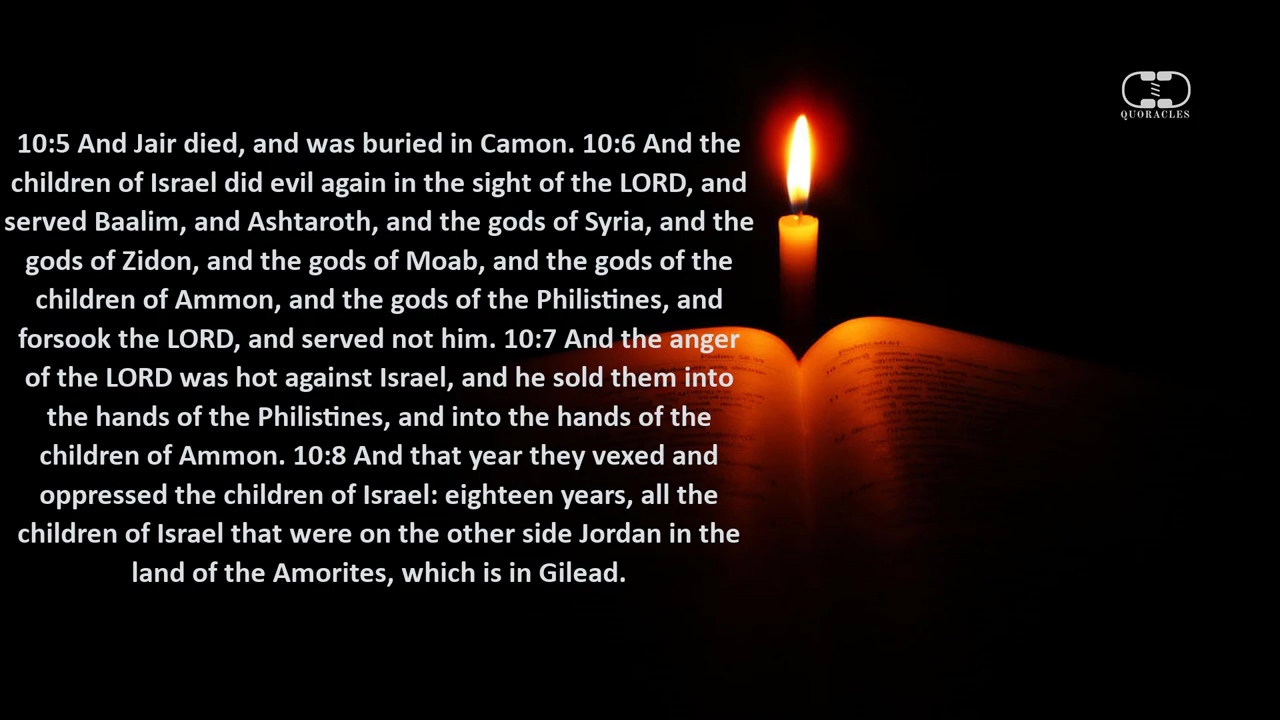 QUORACLES
10:5 And Jair died, and was buried in Camon. 10:6 And the
children of Israel did evil again in the sight of the LORD, and
served Baalim, and Ashtaroth, and the gods of Syria, and the
gods of Zidon, and the gods of Moab, and the gods of the
children of Ammon, and the gods of the Philistines, and
forsook the LORD, and served not him. 10:7 And the anger
of the LORD was hot against Israel, and he sold them into
the hands of the Philistines, and into the hands of the
children of Ammon. 10:8 And that year they vexed and
oppressed the children of Israel: eighteen years, all the
children of Israel that were on the other side Jordan in the
land of the Amorites, which is in Gilead.